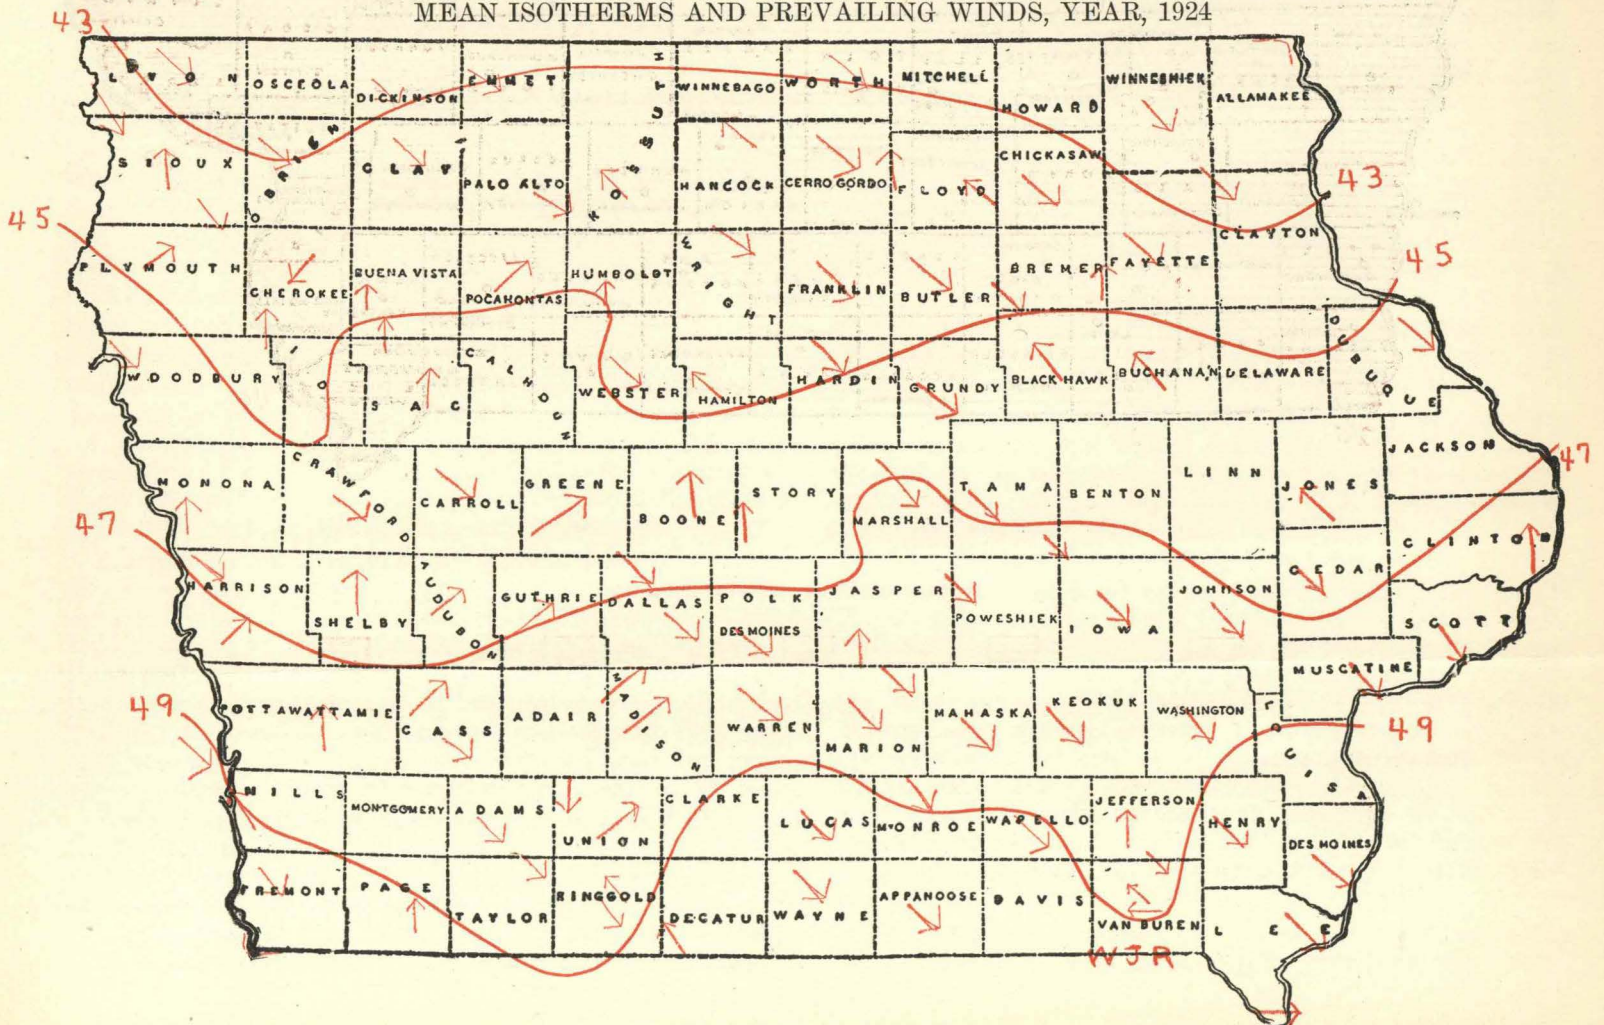 MEAN ISOTHERMS AND PREVAILING WINDS, YEAR, 1924
43
LYON
OSCEOLA
DICKINSON
EMMET
KOSSUTH
WINNEBAGO
WORTH
MITCHELL
HOWARD
WINNESHIEK
ALLAMAKEE
SIOUX
OBRIEN
CLAY
PALO ALTO
HANCOCK
CERRO GORDO
FLOYD
CHICKASAW
43
45
PLYMOUTH
CHEROKEE
BUENA VISTA
POCAHONTAS
HUMBOLDT
WRIGHT
FRANKLIN
BUTLER
BREMER
FAYETTE
CLAYTON
45
WOODBURY
IDA
SAC
CALHOUN
WEBSTER
HAMILTON
HARDIN
GRUNDY
BLACK HAWK
BUCHANAN
DELAWARE
DUBUQUE
MONONA
CRAWFORD
CARROLL
GREENE
BOONE
STORY
MARSHALL
TAMA
BENTON
LINN
JONES
JACKSON
47
47
HARRISON
SHELBY
AUDUBON
GUTHRIE
DALLAS
POLK
DES MOINES
JASPER
POWESHIEK
IOWA
JOHNSON
CEDAR
CLINTON
SCOTT
MUSCATINE
49
POTTAWATTAMIE
CASS
ADAIR
MADISON
WARREN
MARION
MAHASKA
KEOKUK
WASHINGTON
LOUISA
49
MILLS
MONTGOMERY
ADAMS
UNION
CLARKE
LUCAS
MONROE
WAPELLO
JEFFERSON
HENRY
DES MOINES
FREMONT
PAGE
TAYLOR
RINGGOLD
DECATUR
WAYNE
APPANOOSE
DAVIS
VAN BUREN
LEE
WJR